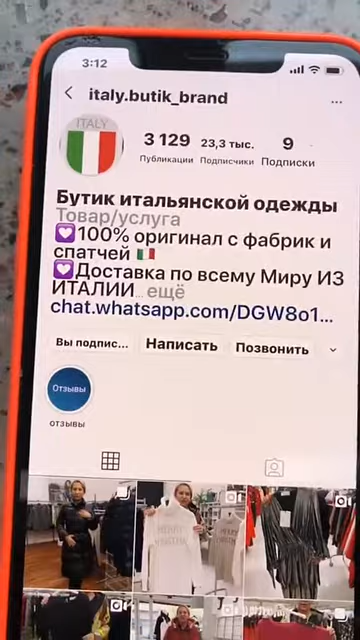 3:12
italy.butik_brand
ITALY
3 129 23,3 тыс. 9
Публикации Подписчики Подписки
Бутик итальянской одежды
Товар/услуга
💟100% оригинал с фабрик и
спатчей 🇮🇹
💟Доставка по всему Миру ИЗ
ИТАЛИИ... ещё
chat.whatsapp.com/DGW8o1...
Вы подпис... Написать Позвонить
Отзывы
отзывы